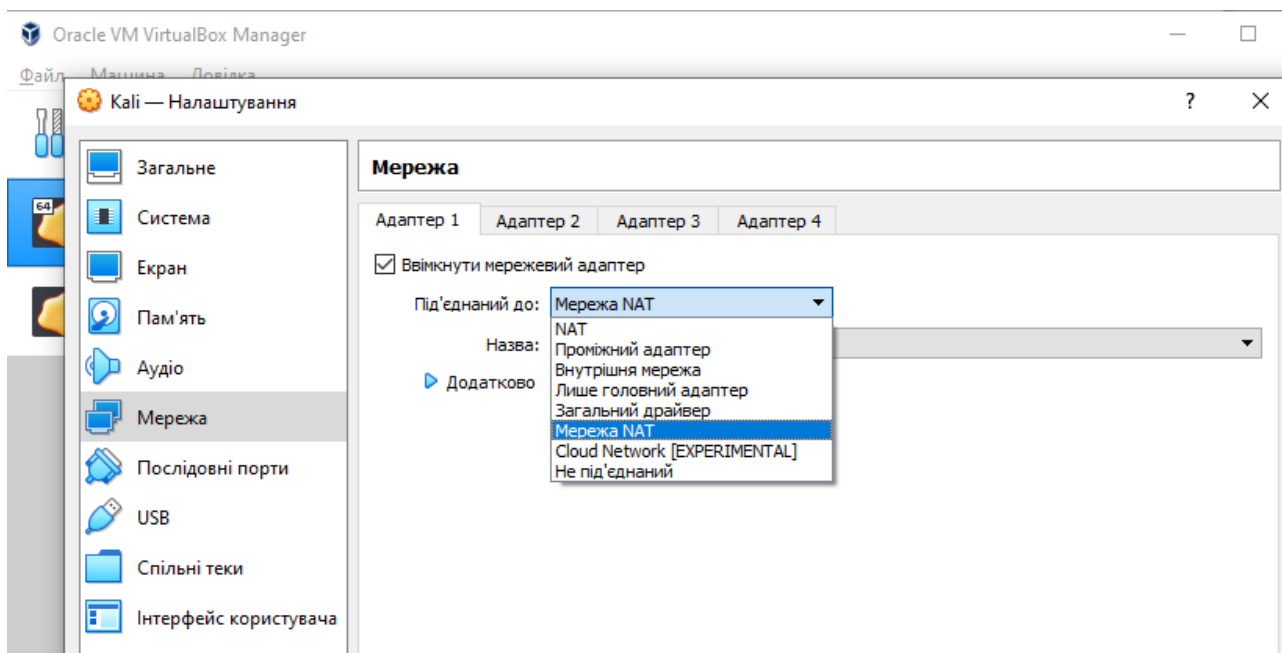 Oracle VM VirtualBox Manager
Файл Машина Довідка
Kali — Налаштування
?
64
Загальне
Система
Екран
Пам'ять
Аудіо
Мережа
Послідовні порти
USB
Спільні теки
Інтерфейс користувача
Мережа
Адаптер 1 Адаптер 2 Адаптер 3 Адаптер 4
Ввімкнути мережевий адаптер
Під'єднаний до: Мережа NAT
Назва:
Додатково
NAT
Проміжний адаптер
Внутрішня мережа
Лише головний адаптер
Загальний драйвер
Мережа NAT
Cloud Network [EXPERIMENTAL]
Не під'єднаний